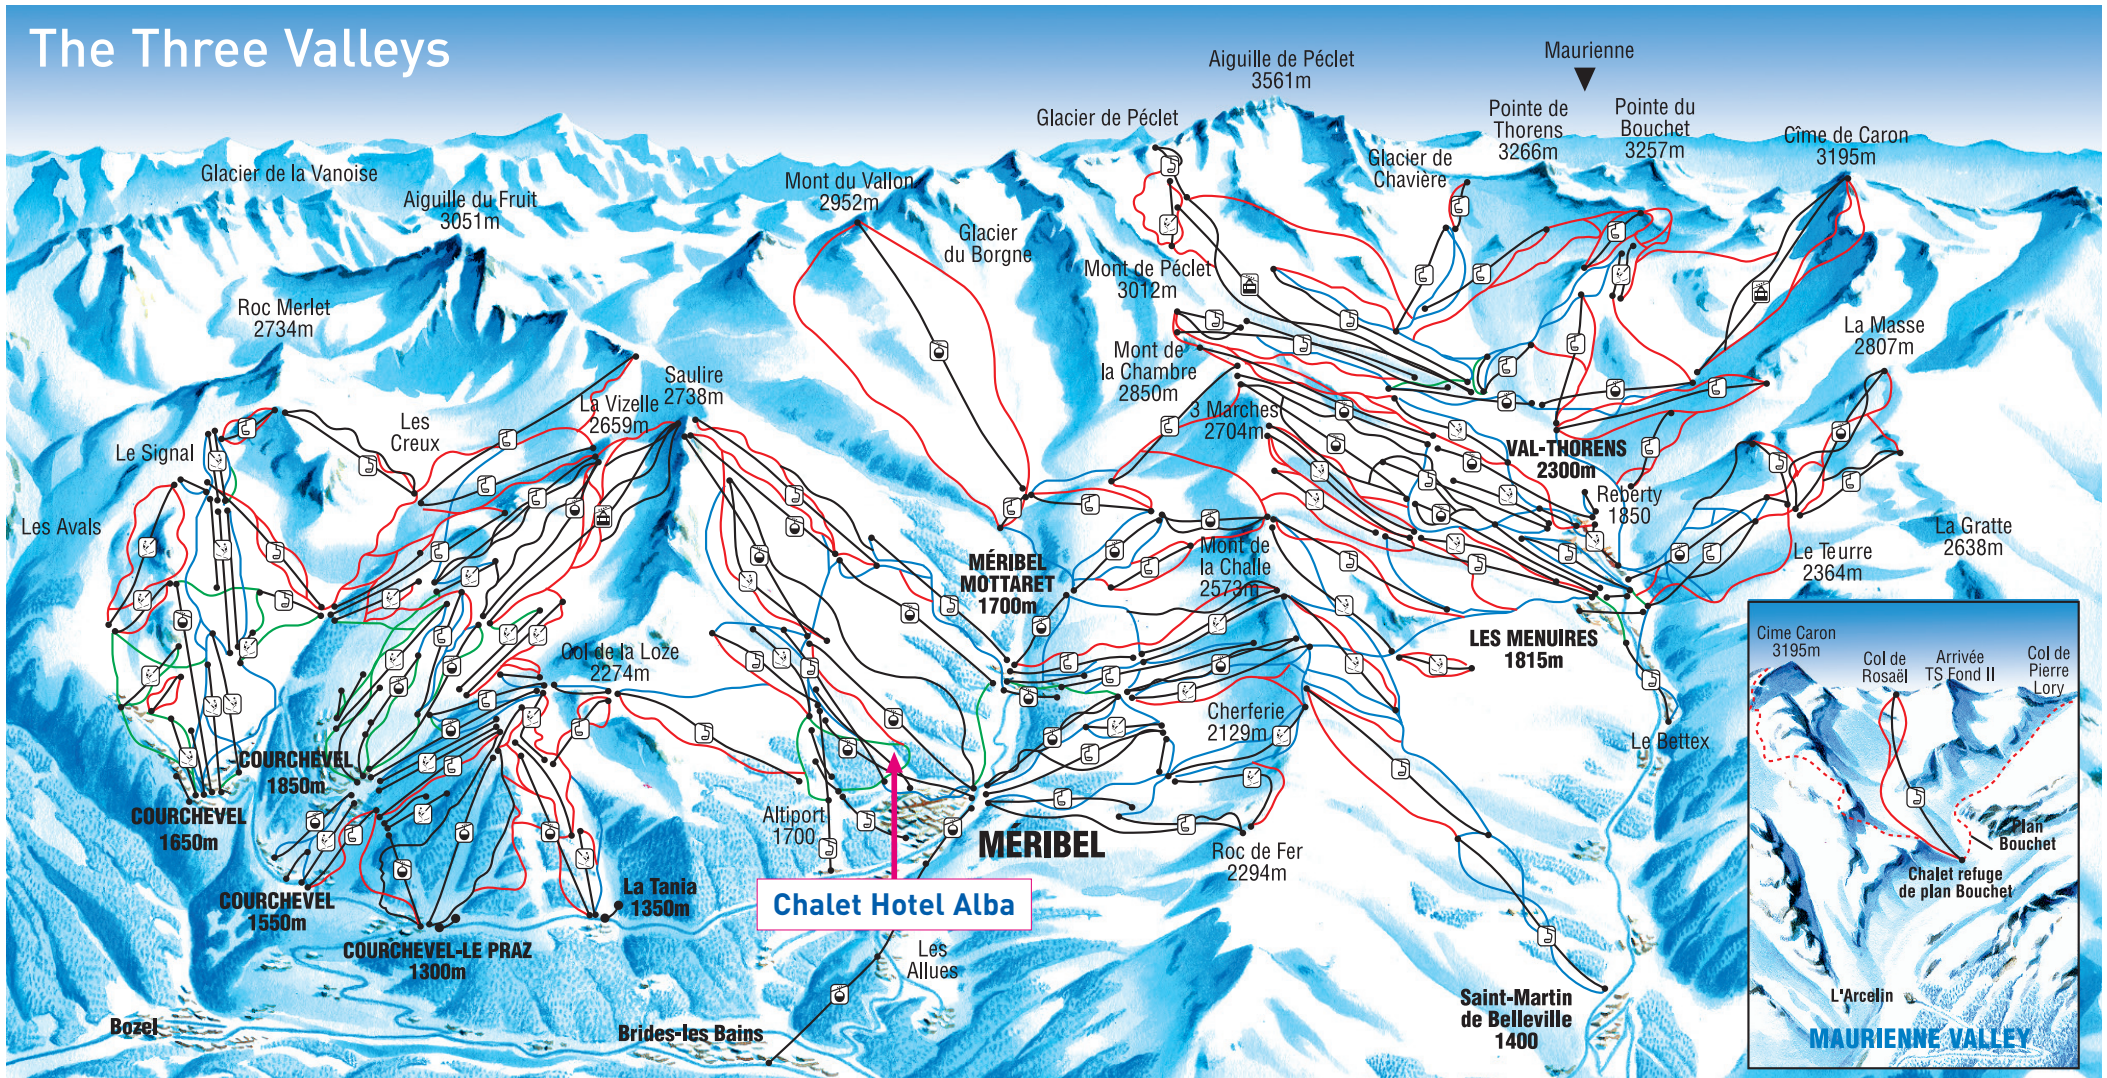 The Three Valleys
Maurienne
Aiguille de Péclet
3561m
Glacier de Péclet
Pointe de
Thorens
3266m
Pointe du
Bouchet
3257m
Cîme de Caron
3195m
Glacier de
Chavière
Glacier de la Vanoise
Aiguille du Fruit
3051m
Mont du Vallon
2952m
Glacier
du Borgne
Mont de Péclet
3012m
Roc Merlet
2734m
La Masse
2807m
Mont de
la Chambre
2850m
Saulire
2738m
La Vizelle
2659m
Les
Creux
3 Marches
2704m
Le Signal
VAL-THORENS
2300m
Reberty
1850
Les Avals
La Gratte
2638m
Le Teurre
2364m
Mont de
la Challe
2573m
MÉRIBEL
MOTTARET
1700m
LES MENUIRES
1815m
Col de la Loze
2274m
Cherferie
2129m
Le Bettex
COURCHEVEL
1850m
COURCHEVEL
1650m
Altiport
1700
MÉRIBEL
Roc de Fer
2294m
COURCHEVEL
1550m
La Tania
1350m
Chalet Hotel Alba
COURCHEVEL-LE PRAZ
1300m
Les
Allues
Saint-Martin
de Belleville
1400
Bozel
Brides-les Bains
Cime Caron
3195m
Col de
Rosaël
Arrivée
TS Fond II
Col de
Pierre
Lory
Plan
Bouchet
Chalet refuge
de plan Bouchet
L'Arcelin
MAURIENNE VALLEY